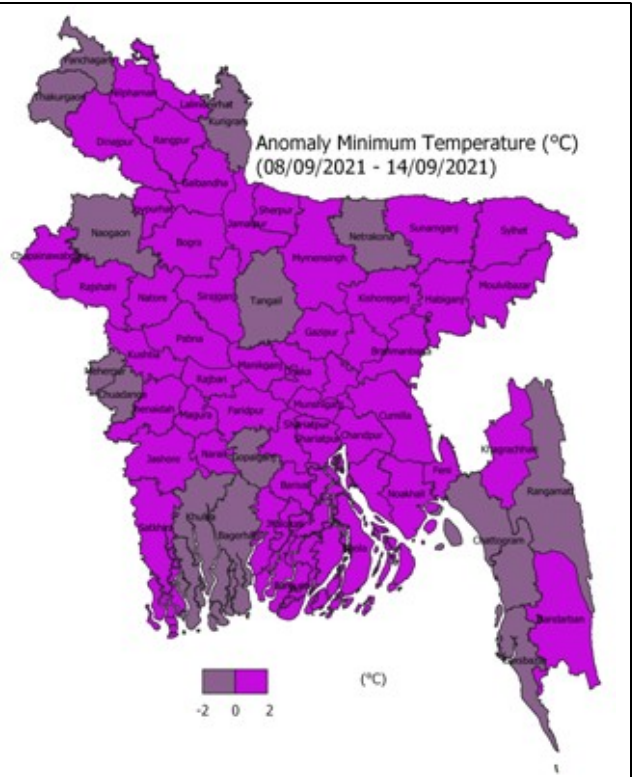 Panchagarh
Thakurgaon
Nilphamari
Lalmonirhat
Kurigram
Dinajpur
Rangpur
Anomaly Minimum Temperature (°C)
(08/09/2021 - 14/09/2021)
Gaibandha
Joypurhat
Sherpur
Naogaon
Jamalpur
Netrakona
Sunamganj
Sylhet
Bogra
Mymensingh
Chapainawabganj
Rajshahi
Natore
Sirajganj
Tangail
Kishoreganj
Habiganj
Moulvibazar
Pabna
Gazipur
Kushtia
Brahmanbaria
Meherpur
Manikganj
Dhaka
Rajbari
Chuadanga
Jhenaidah
Magura
Faridpur
Munshiganj
Cumilla
Shariatpur
Shariatpur
Chandpur
Khagrachhari
Jashore
Narail
Gopalganj
Feni
Barisal
Noakhali
Rangamati
Satkhira
Khulna
Bagerhat
Jhalokati
Bhola
Chattogram
Bandarban
Coxsbazar
(°C)
-2 0 2